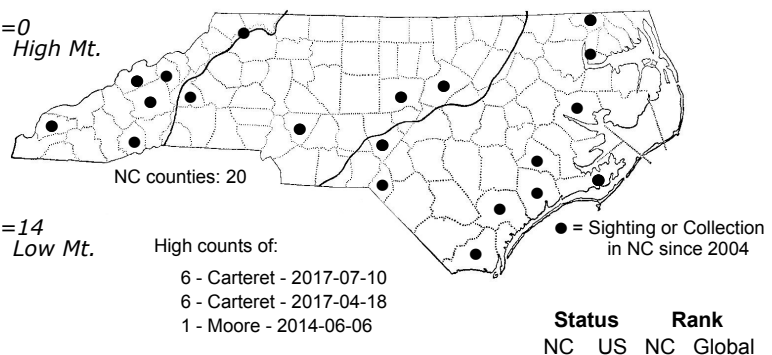 =0
High Mt.
NC counties: 20
=14
Low Mt.
High counts of:
6 - Carteret - 2017-07-10
6 - Carteret - 2017-04-18
1 - Moore - 2014-06-06
● = Sighting or Collection
in NC since 2004
Status Rank
NC US NC Global